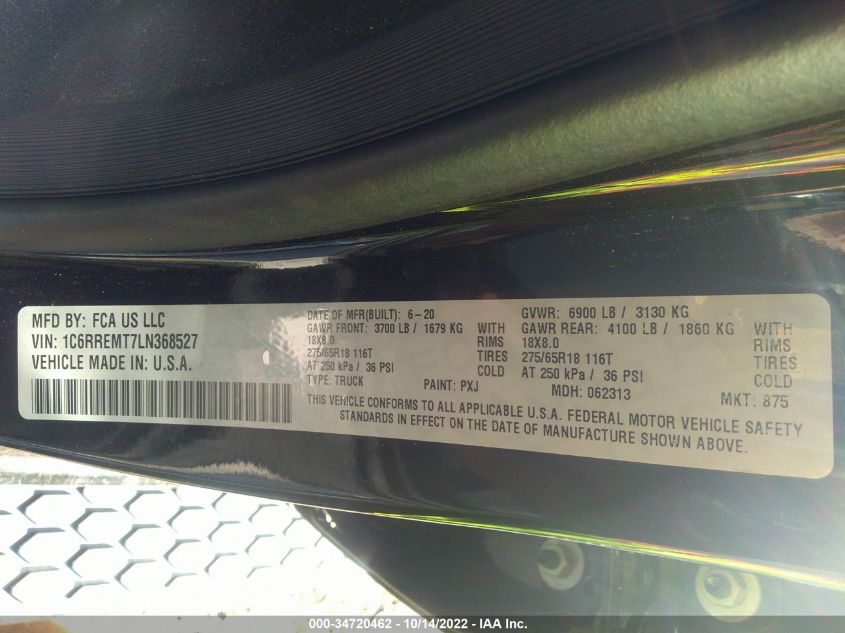 MFD BY: FCA US LLC
VIN: 1C6RREMT7LN368527
VEHICLE MADE IN: U.S.A.
DATE OF MFR(BUILT): 6-20
GAWR FRONT: 3700 LB / 1679 KG WITH
18X8.0 RIMS
275/65R18 116T TIRES
AT 250 kPa / 36 PSI COLD
TYPE: TRUCK PAINT: PXJ
GVWR: 6900 LB / 3130 KG
GAWR REAR: 4100 LB / 1860 KG WITH
18X8.0 RIMS
275/65R18 116T TIRES
AT 250 kPa / 36 PSI COLD
MDH: 062313 MKT: 875
THIS VEHICLE CONFORMS TO ALL APPLICABLE U.S.A. FEDERAL MOTOR VEHICLE SAFETY
STANDARDS IN EFFECT ON THE DATE OF MANUFACTURE SHOWN ABOVE.
000-34720462 - 10/14/2022 - IAA Inc.